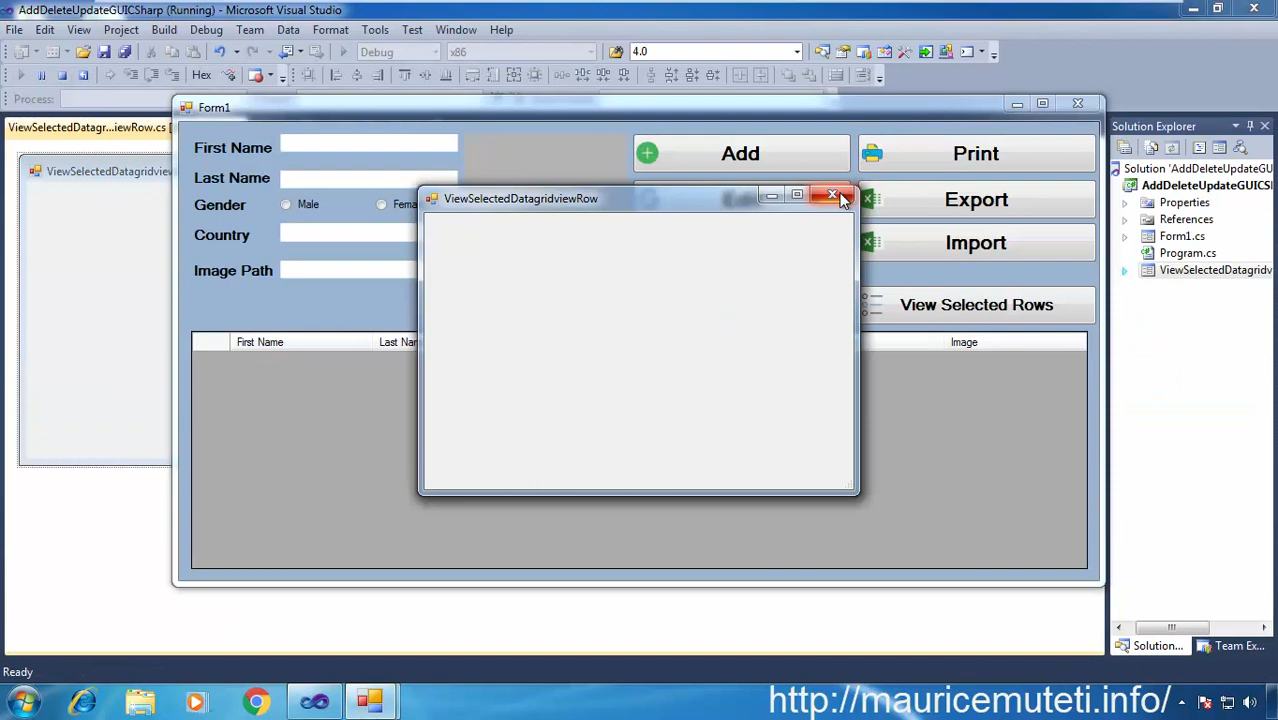 AddDeleteUpdateGUICSharp (Running) - Microsoft Visual Studio
File Edit View Project Build Debug Team Data Format Tools Test Window Help
Debug x86 4.0
Hex
Process:
ViewSelectedDatagr...iewRow.cs [
ViewSelectedDatagridview
Form1
First Name
Last Name
Gender Male Fema
Country
Image Path
Add Print
Export
Import
View Selected Rows
ViewSelectedDatagridviewRow
First Name Last Nam Image
Solution Explorer
Solution 'AddDeleteUpdateGU
AddDeleteUpdateGUICS
Properties
References
Form1.cs
Program.cs
ViewSelectedDatagridv
Solution... Team Ex...
Ready
http://mauricemuteti.info/